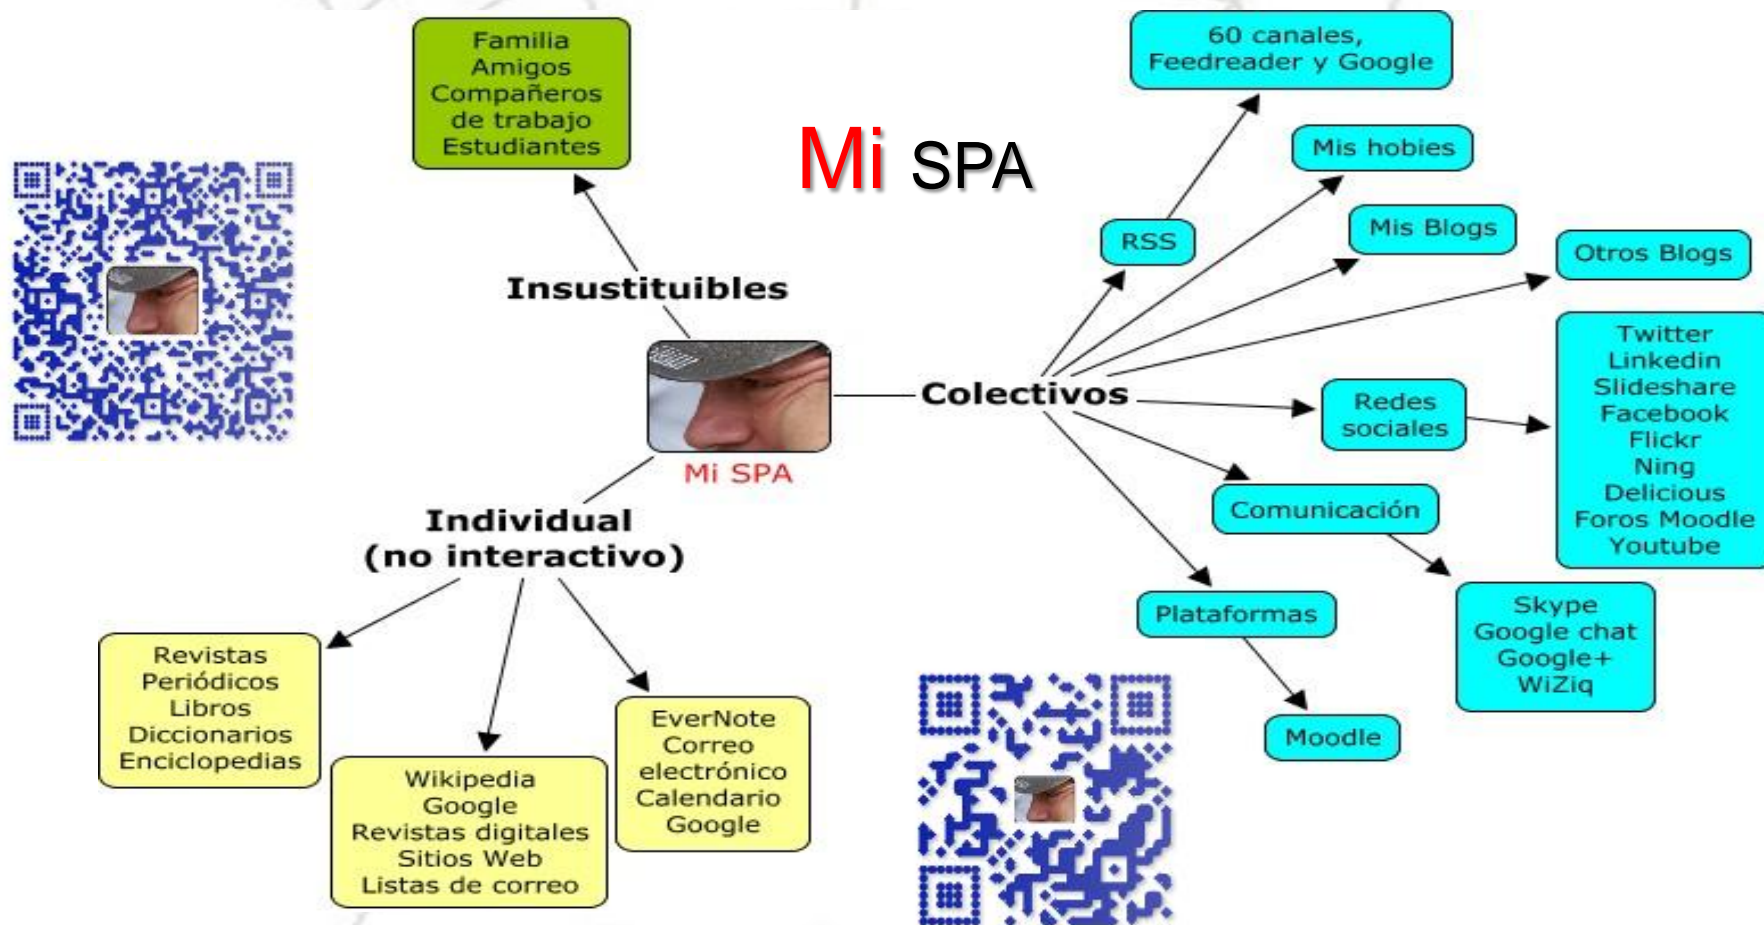 Mi SPA
Familia
Amigos
Compañeros
de trabajo
Estudiantes
Insustituibles
Mi SPA
Individual
(no interactivo)
Revistas
Periódicos
Libros
Diccionarios
Enciclopedias
Wikipedia
Google
Revistas digitales
Sitios Web
Listas de correo
EverNote
Correo
electrónico
Calendario
Google
Colectivos
RSS
60 canales,
Feedreader y Google
Mis hobies
Mis Blogs
Otros Blogs
Redes
sociales
Twitter
Linkedin
Slideshare
Facebook
Flickr
Ning
Delicious
Foros Moodle
Youtube
Comunicación
Skype
Google chat
Google+
WiZiq
Plataformas
Moodle